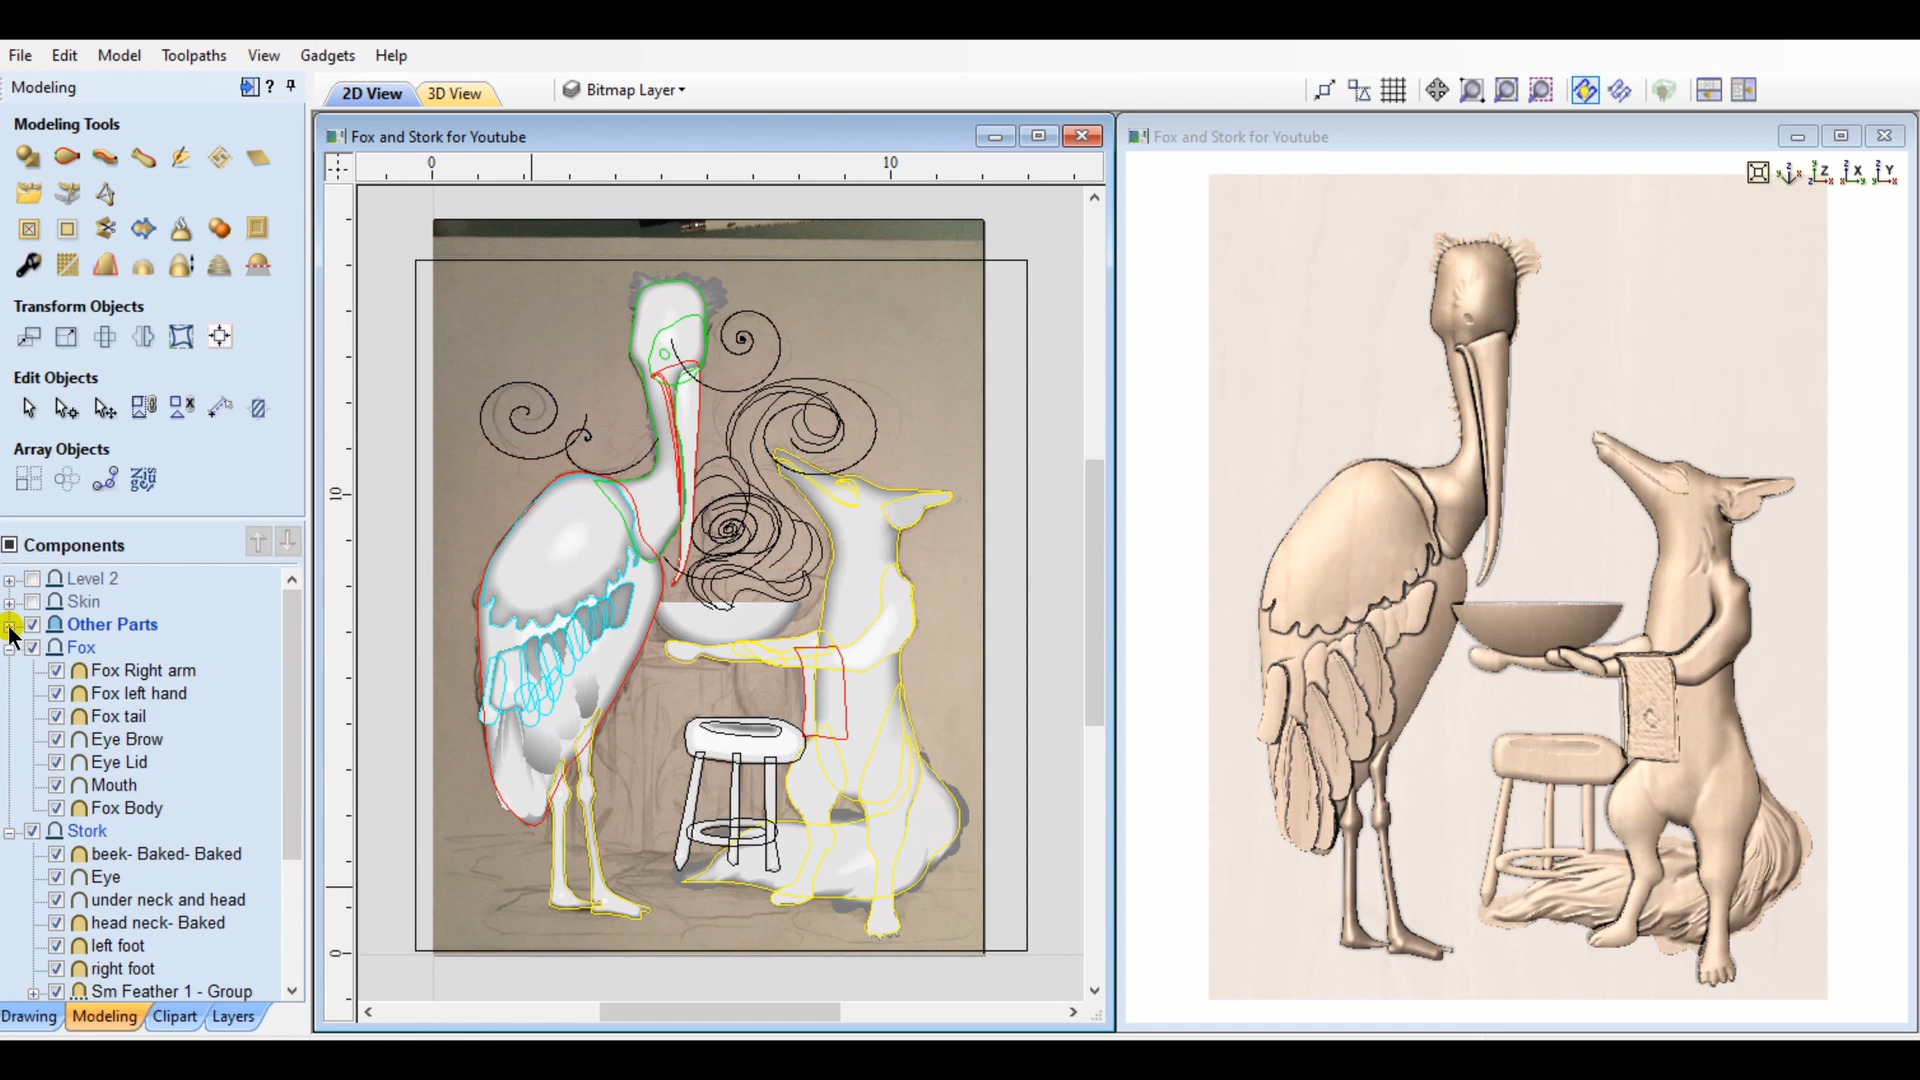 File Edit Model Toolpaths View Gadgets Help
Modeling ?
2D View 3D View Bitmap Layer
Modeling Tools
Fox and Stork for Youtube
Fox and Stork for Youtube
0 10
Z X Y
Transform Objects
Edit Objects
Array Objects
10
0
Components
Level 2
Skin
Other Parts
Fox
Fox Right arm
Fox left hand
Fox tail
Eye Brow
Eye Lid
Mouth
Fox Body
Stork
beek- Baked- Baked
Eye
under neck and head
head neck- Baked
left foot
right foot
Sm Feather 1 - Group
Drawing Modeling Clipart Layers